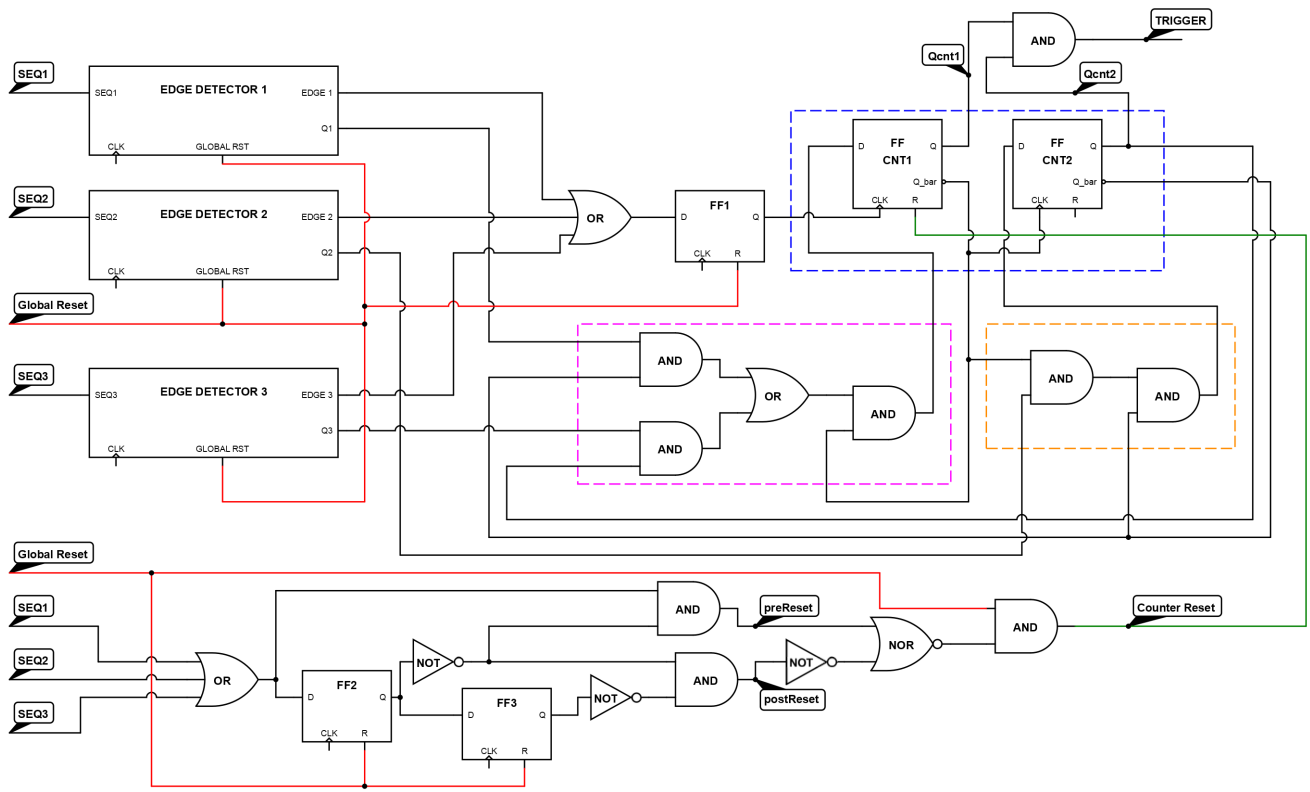 TRIGGER
AND
Qcnt1
Qcnt2
SEQ1
SEQ1
EDGE DETECTOR 1
EDGE 1
Q1
CLK
GLOBAL RST
D
FF
CNT1
Q
Q_bar
CLK
R
D
FF
CNT2
Q
Q_bar
CLK
R
SEQ2
SEQ2
EDGE DETECTOR 2
EDGE 2
Q2
CLK
GLOBAL RST
OR
FF1
D
Q
CLK
R
Global Reset
SEQ3
SEQ3
EDGE DETECTOR 3
EDGE 3
Q3
CLK
GLOBAL RST
AND
OR
AND
AND
AND
AND
Global Reset
SEQ1
SEQ2
SEQ3
OR
AND
preReset
NOT
AND
NOT
postReset
NOR
AND
Counter Reset
FF2
D
Q
CLK
R
FF3
D
Q
CLK
R
NOT